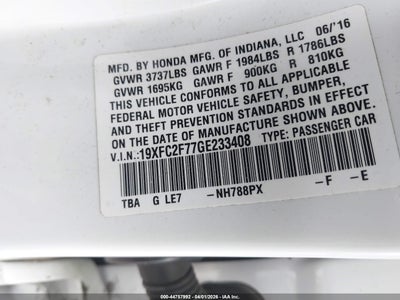 MFD. BY HONDA MFG. OF INDIANA, LLC 06/'16
GVWR 3737LBS GAWR F 1984LBS R 1786LBS
GVWR 1695KG GAWR F 900KG R 810KG
THIS VEHICLE CONFORMS TO ALL APPLICABLE
FEDERAL MOTOR VEHICLE SAFETY, BUMPER,
AND THEFT PREVENTION STANDARDS IN EFFECT
ON THE DATE OF MANUFACTURE SHOWN ABOVE.
V.I.N: 19XFC2F77GE233408 TYPE: PASSENGER CAR
TBA G LE7 -NH788PX -F -E
000-44757992 - 04/01/2026 - IAA Inc.